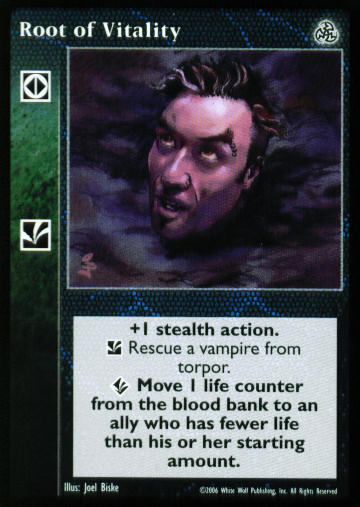 Root of Vitality
+1 stealth action.
Rescue a vampire from
torpor.
Move 1 life counter
from the blood bank to an
ally who has fewer life
than his or her starting
amount.
Illus: Joel Biske
©2006 White Wolf Publishing, Inc. All Rights Reserved